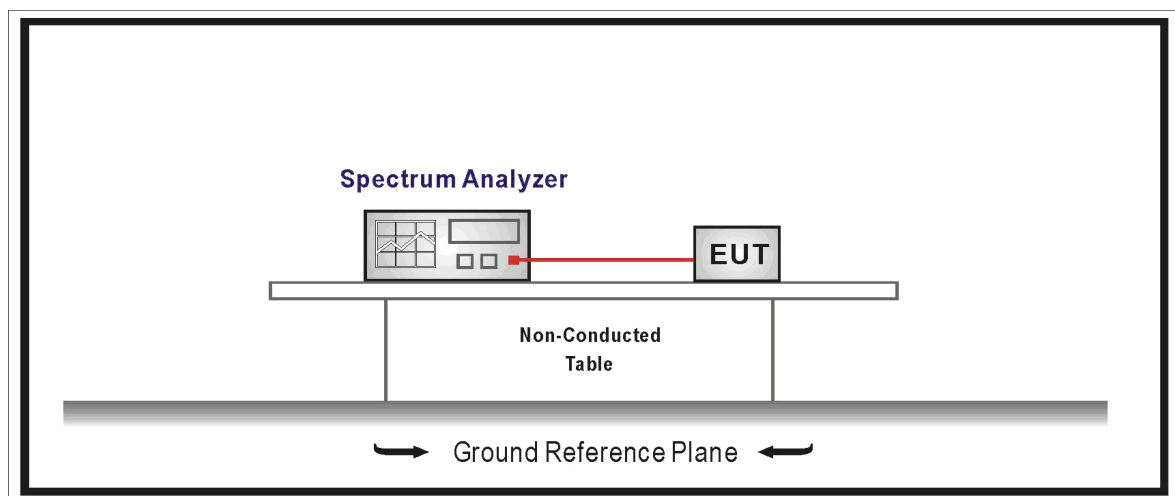 Spectrum Analyzer
EUT
Non-Conducted
Table
Ground Reference Plane